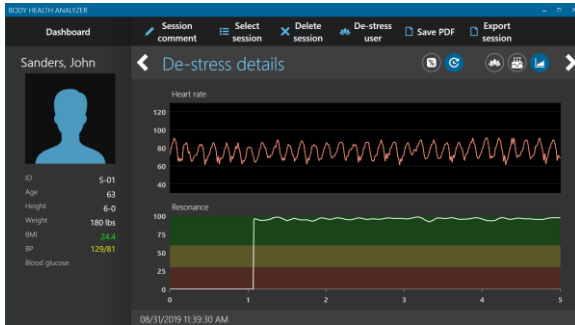 BODY HEALTH ANALYZER
Dashboard
Session comment
Select session
Delete session
De-stress user
Save PDF
Export session
Sanders, John
De-stress details
ID S-01
Age 63
Height 6-0
Weight 180 lbs
BMI 24.4
BP 129/81
Blood glucose
Heart rate
120
100
80
60
40
Resonance
100
75
50
25
0
0 1 2 3 4 5
08/31/2019 11:39:30 AM